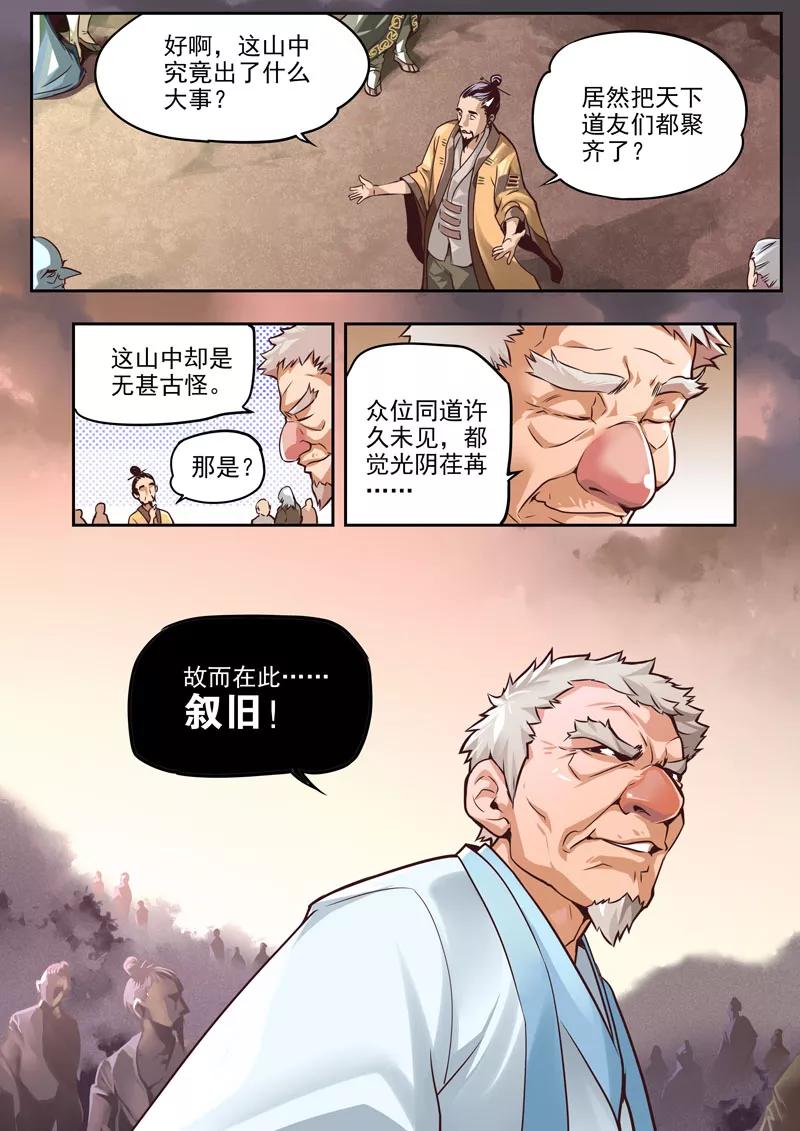 好啊，这山中
究竟出了什么
大事？
居然把天下
道友们都聚
齐了？
这山中却是
无甚古怪。
那是？
众位同道许
久未见，都
觉光阴荏苒
……
故而在此……
叙旧！